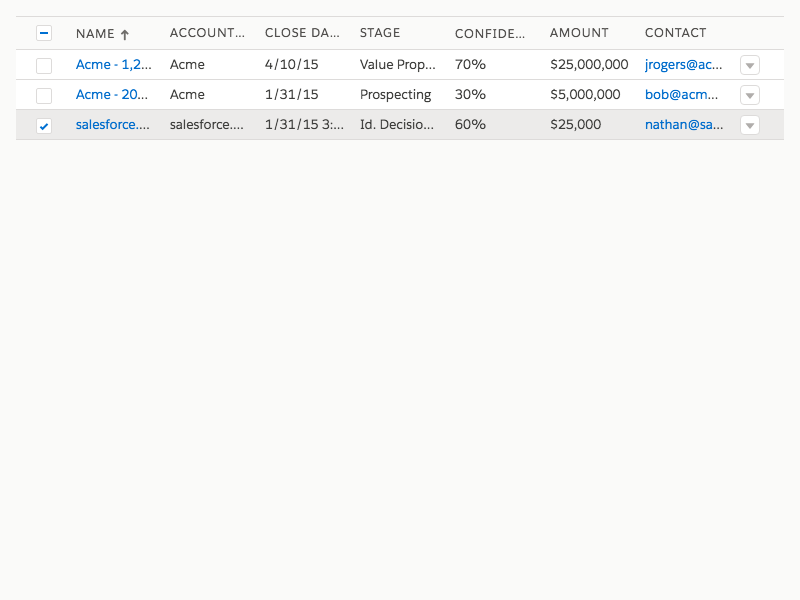 NAME ACCOUNT... CLOSE DA... STAGE CONFIDE... AMOUNT CONTACT
Acme - 1,2... Acme 4/10/15 Value Prop... 70% $25,000,000 jrogers@ac...
Acme - 20... Acme 1/31/15 Prospecting 30% $5,000,000 bob@acm...
salesforce.... salesforce.... 1/31/15 3:... Id. Decisio... 60% $25,000 nathan@sa...